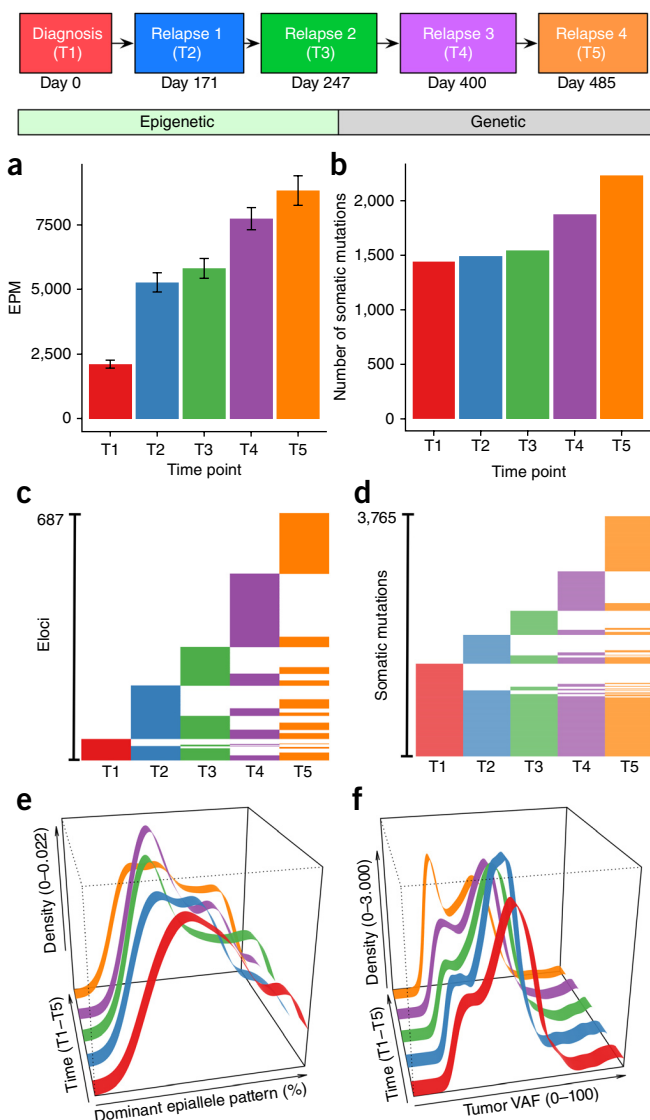 Diagnosis (T1)
Relapse 1 (T2)
Relapse 2 (T3)
Relapse 3 (T4)
Relapse 4 (T5)
Day 0
Day 171
Day 247
Day 400
Day 485
Epigenetic
Genetic
a
EPM
7500
5,000
2,500
0
T1 T2 T3 T4 T5
Time point
b
Number of somatic mutations
2,000
1,500
1,000
500
0
T1 T2 T3 T4 T5
Time point
c
687
Eloci
T1 T2 T3 T4 T5
d
3,765
Somatic mutations
T1 T2 T3 T4 T5
e
Density (0–0.022)
Time (T1–T5)
Dominant epiallele pattern (%)
f
Density (0–3.000)
Time (T1–T5)
Tumor VAF (0–100)